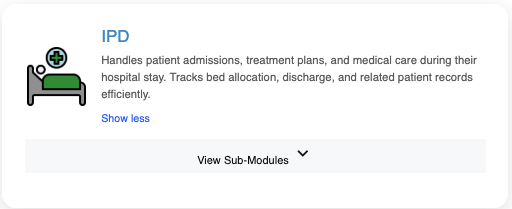 IPD
Handles patient admissions, treatment plans, and medical care during their
hospital stay. Tracks bed allocation, discharge, and related patient records
efficiently.
Show less
View Sub-Modules